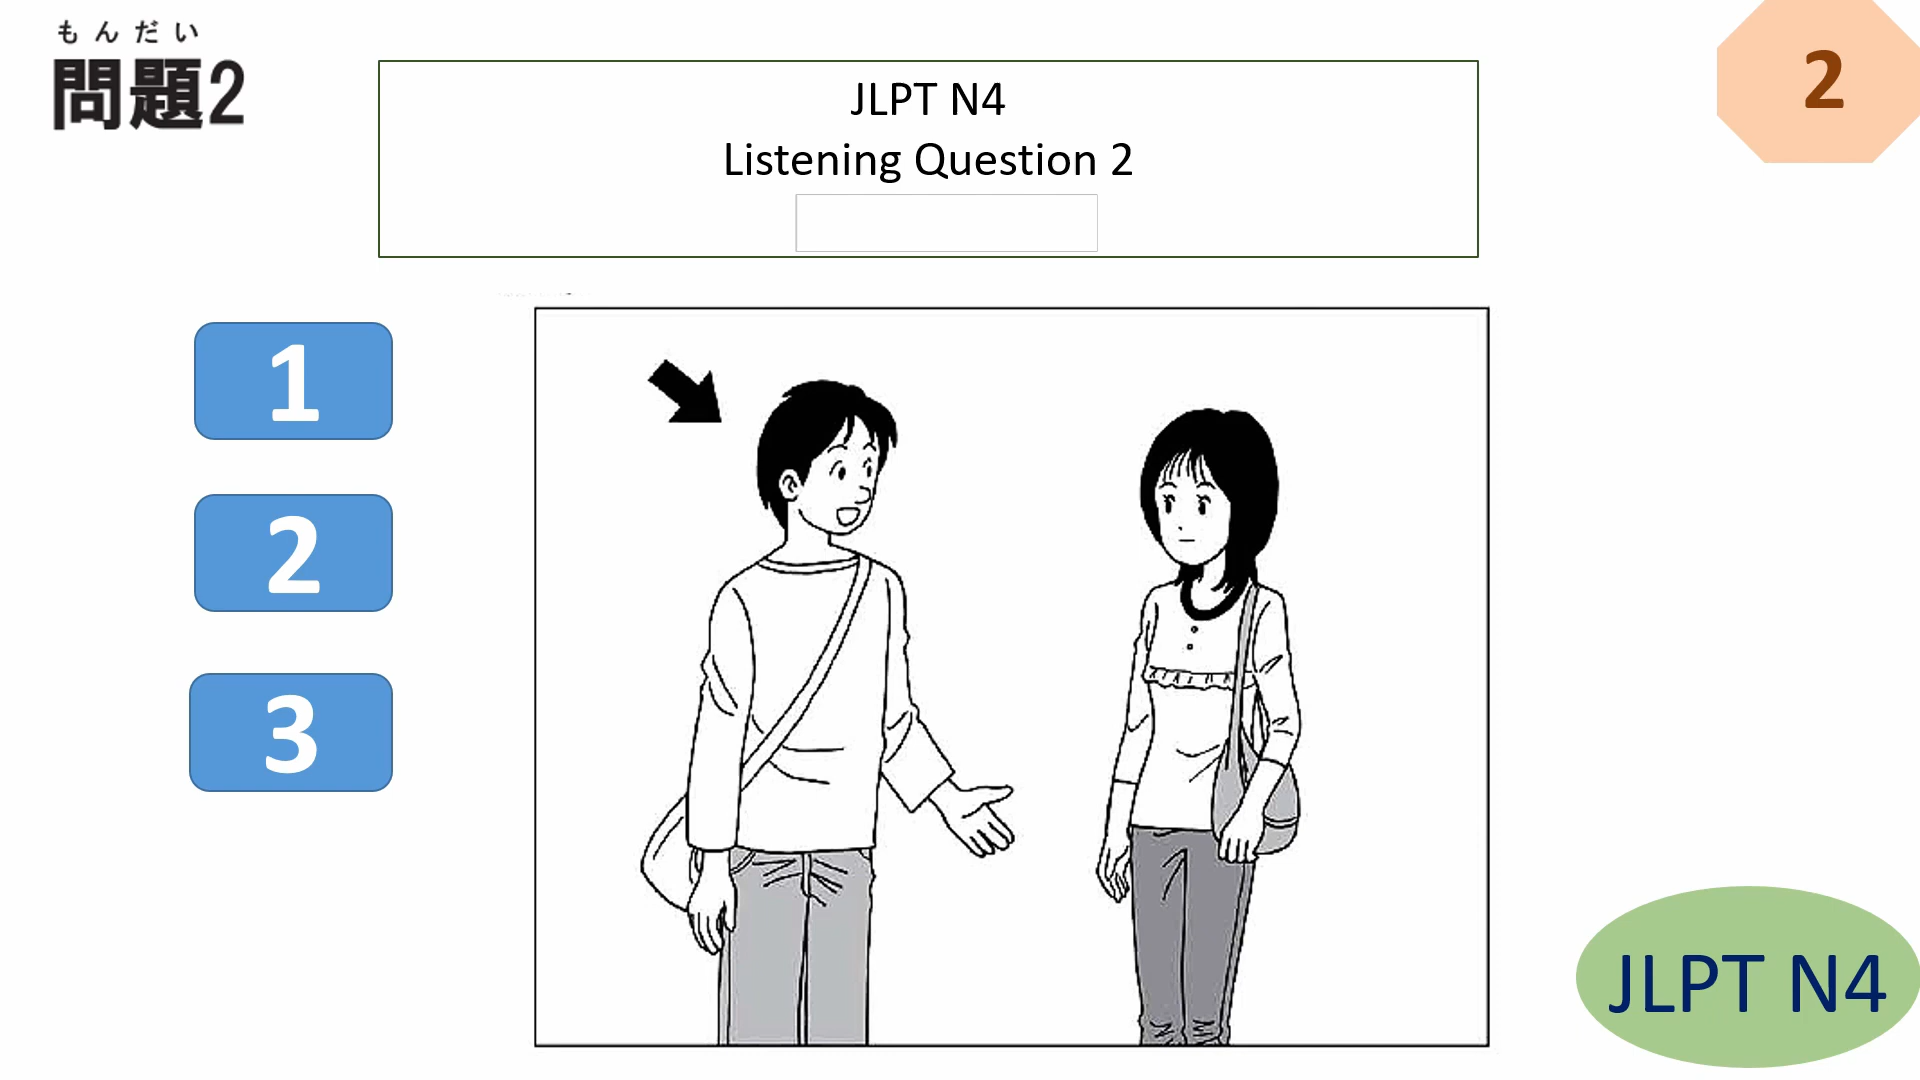 もんだい
問題2
JLPT N4
Listening Question 2
2
1
2
3
JLPT N4